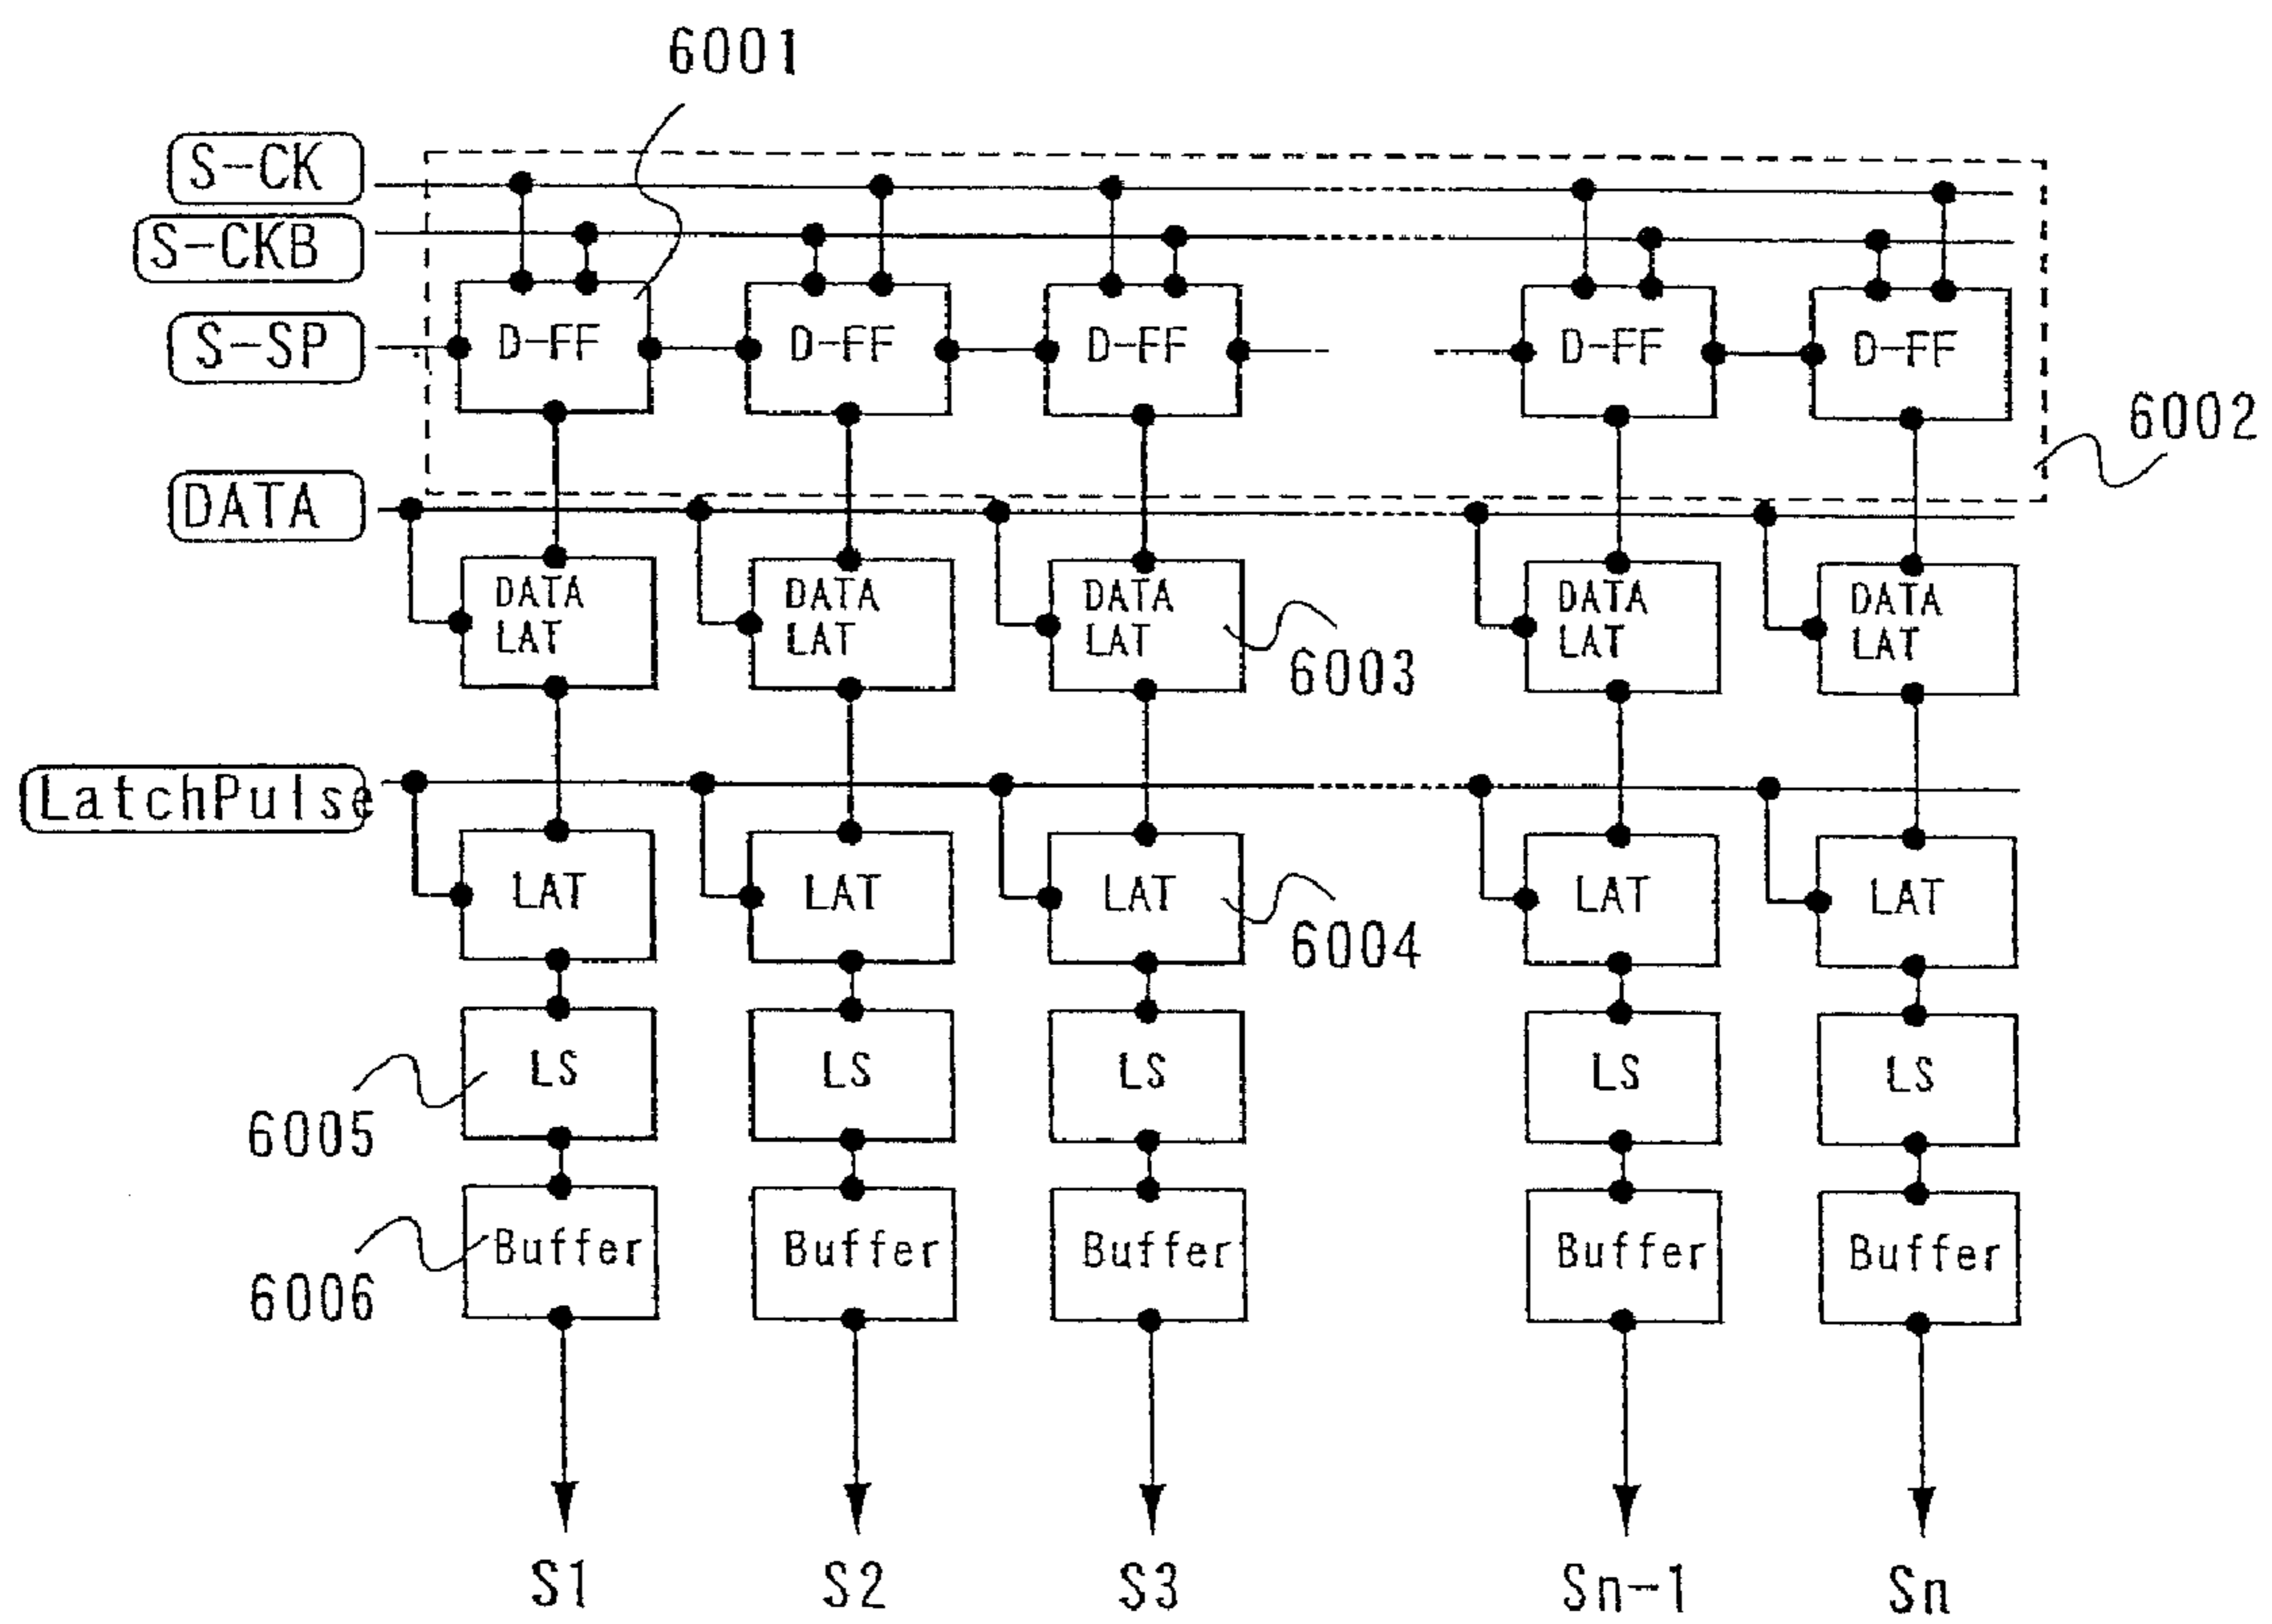 6001
S-CK
S-CKB
S-SP
D-FF D-FF D-FF D-FF D-FF
6002
DATA
DATA LAT
DATA LAT
DATA LAT
DATA LAT
DATA LAT
6003
LatchPulse
LAT LAT LAT LAT LAT
6004
LS LS LS LS LS
6005
Buffer Buffer Buffer Buffer Buffer
6006
S1 S2 S3 Sn-1 Sn